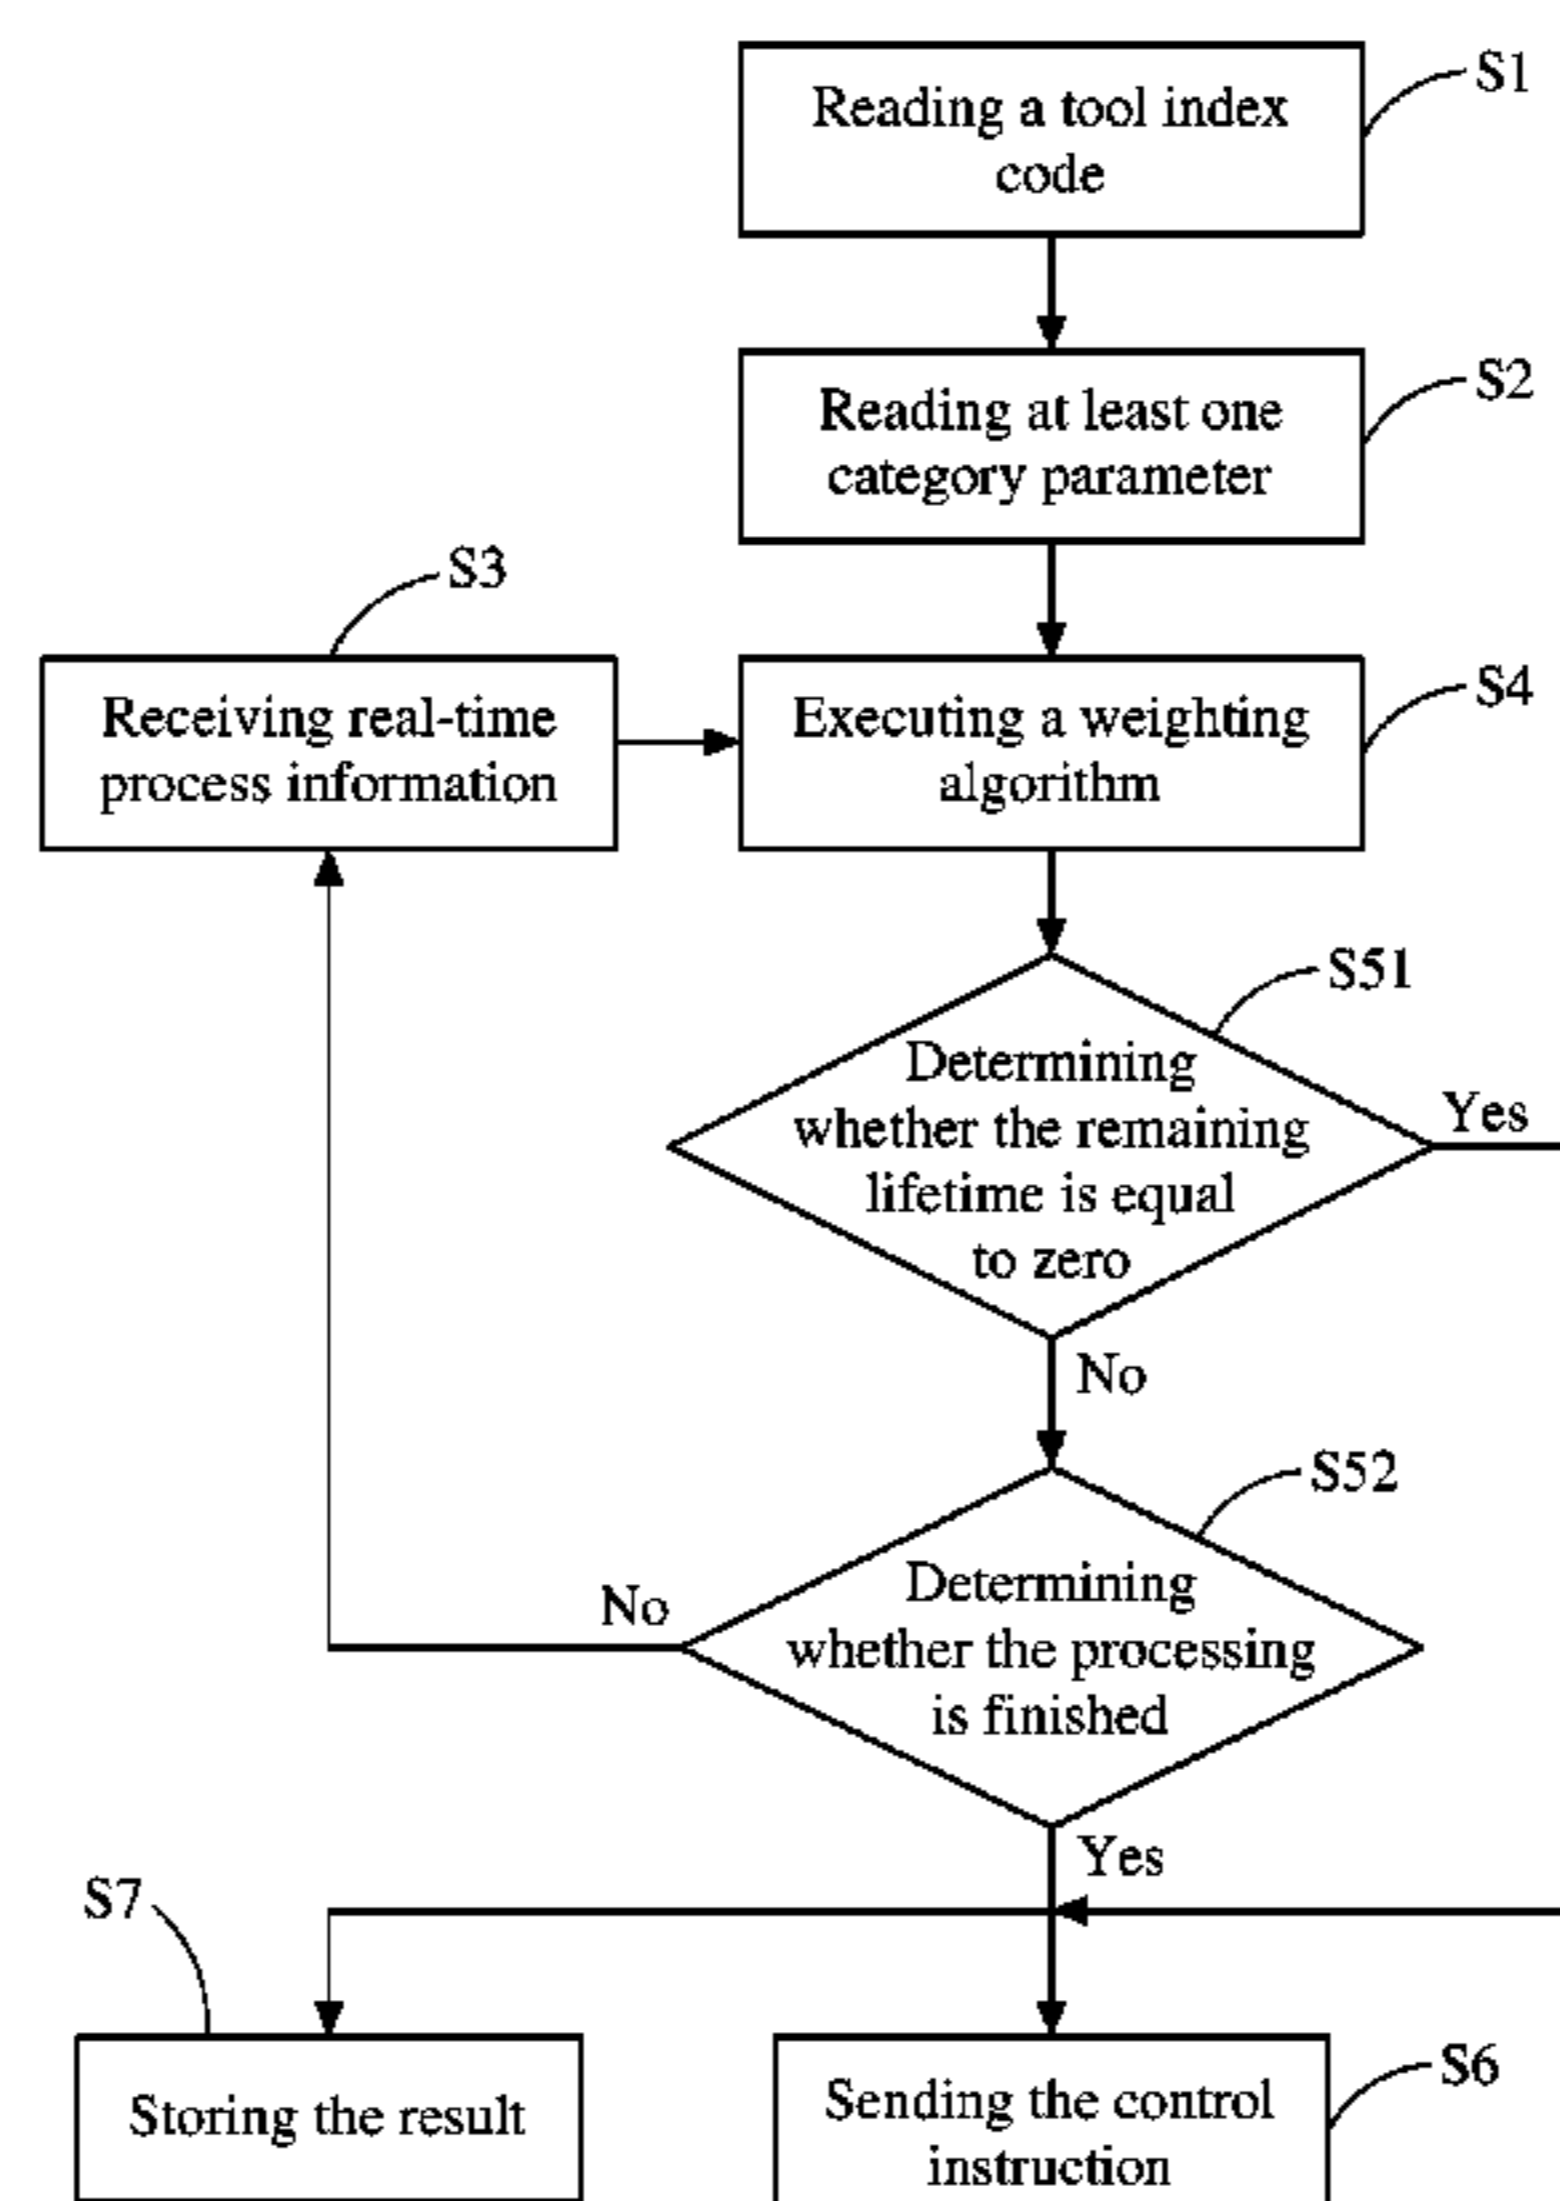 S1
Reading a tool index
code
S2
Reading at least one
category parameter
S3
Receiving real-time
process information
S4
Executing a weighting
algorithm
S51
Determining
whether the remaining
lifetime is equal
to zero
Yes
No
S52
Determining
whether the processing
is finished
No
Yes
S7
Storing the result
S6
Sending the control
instruction